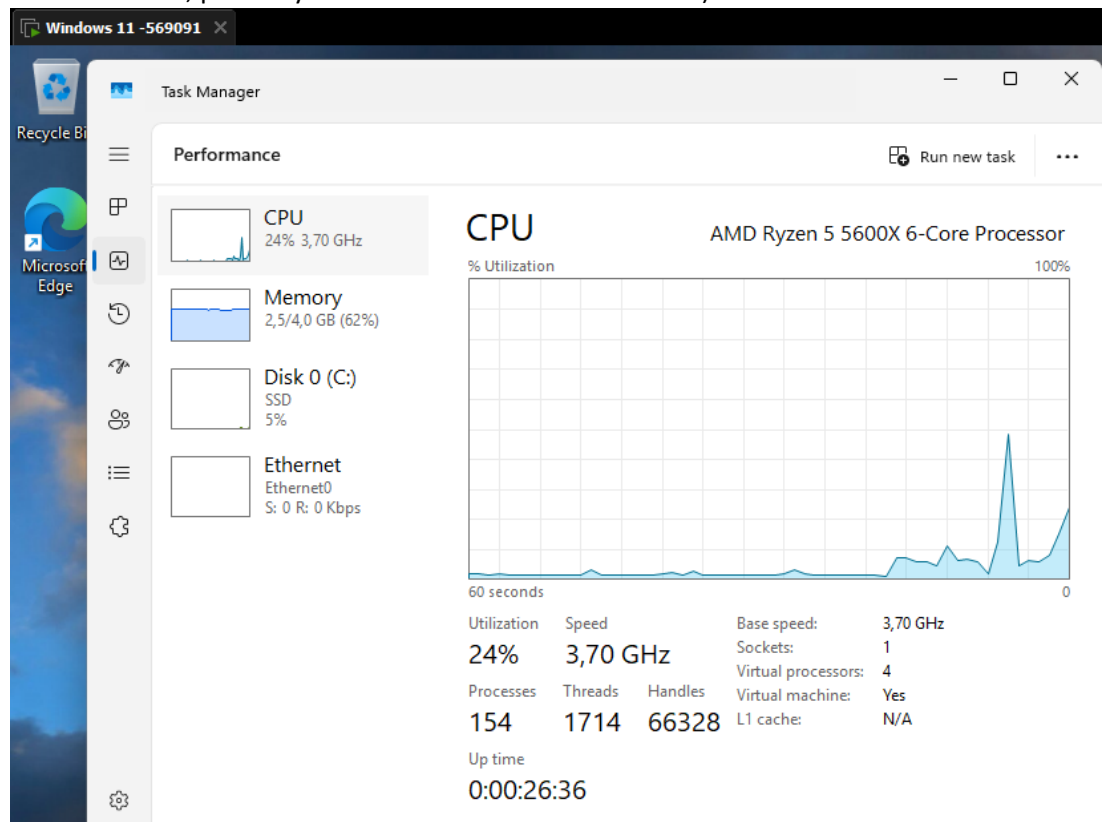 Windows 11 -569091
Recycle Bi
Microsof
Edge
Task Manager
Performance
Run new task
CPU
24% 3,70 GHz
Memory
2,5/4,0 GB (62%)
Disk 0 (C:)
SSD
5%
Ethernet
Ethernet0
S: 0 R: 0 Kbps
CPU
AMD Ryzen 5 5600X 6-Core Processor
% Utilization 100%
60 seconds 0
Utilization Speed
24% 3,70 GHz
Processes Threads Handles
154 1714 66328
Up time
0:00:26:36
Base speed: 3,70 GHz
Sockets: 1
Virtual processors: 4
Virtual machine: Yes
L1 cache: N/A